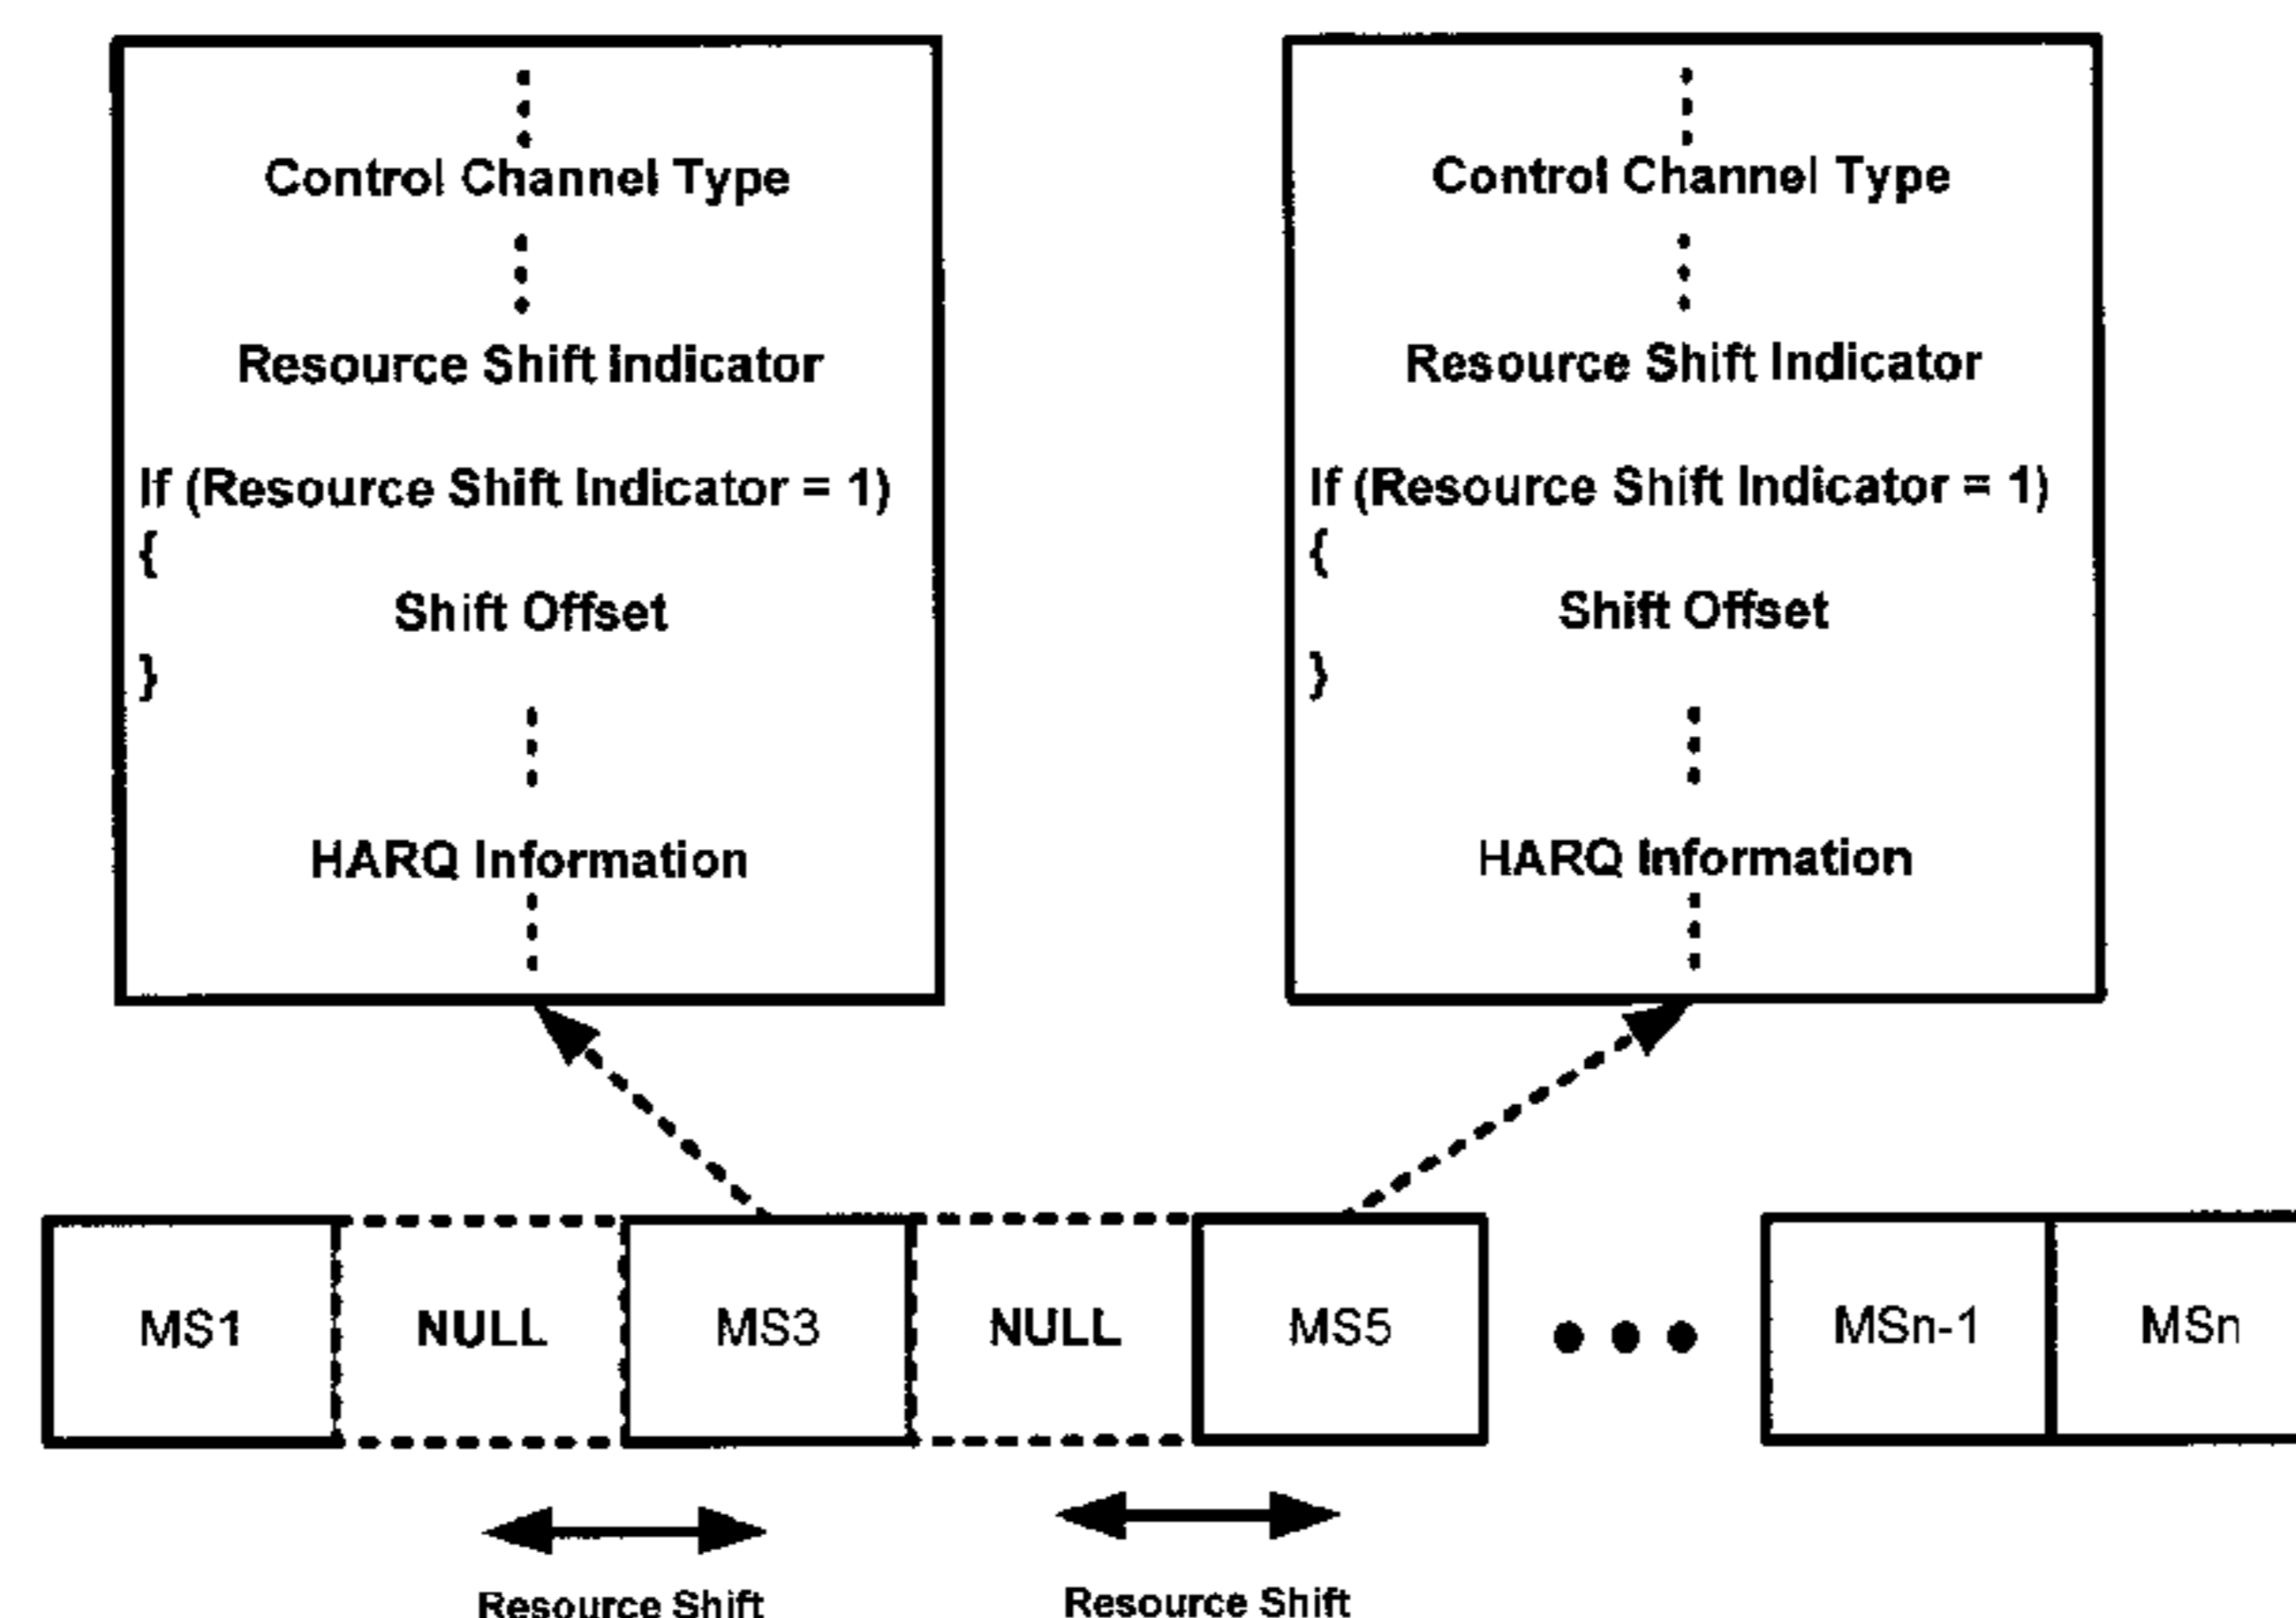 Control Channel Type
Resource Shift Indicator
If (Resource Shift Indicator = 1)
{
Shift Offset
}
HARQ Information
Control Channel Type
Resource Shift Indicator
If (Resource Shift Indicator = 1)
{
Shift Offset
}
HARQ Information
MS1 NULL MS3 NULL MS5 MSn-1 MSn
Resource Shift Resource Shift